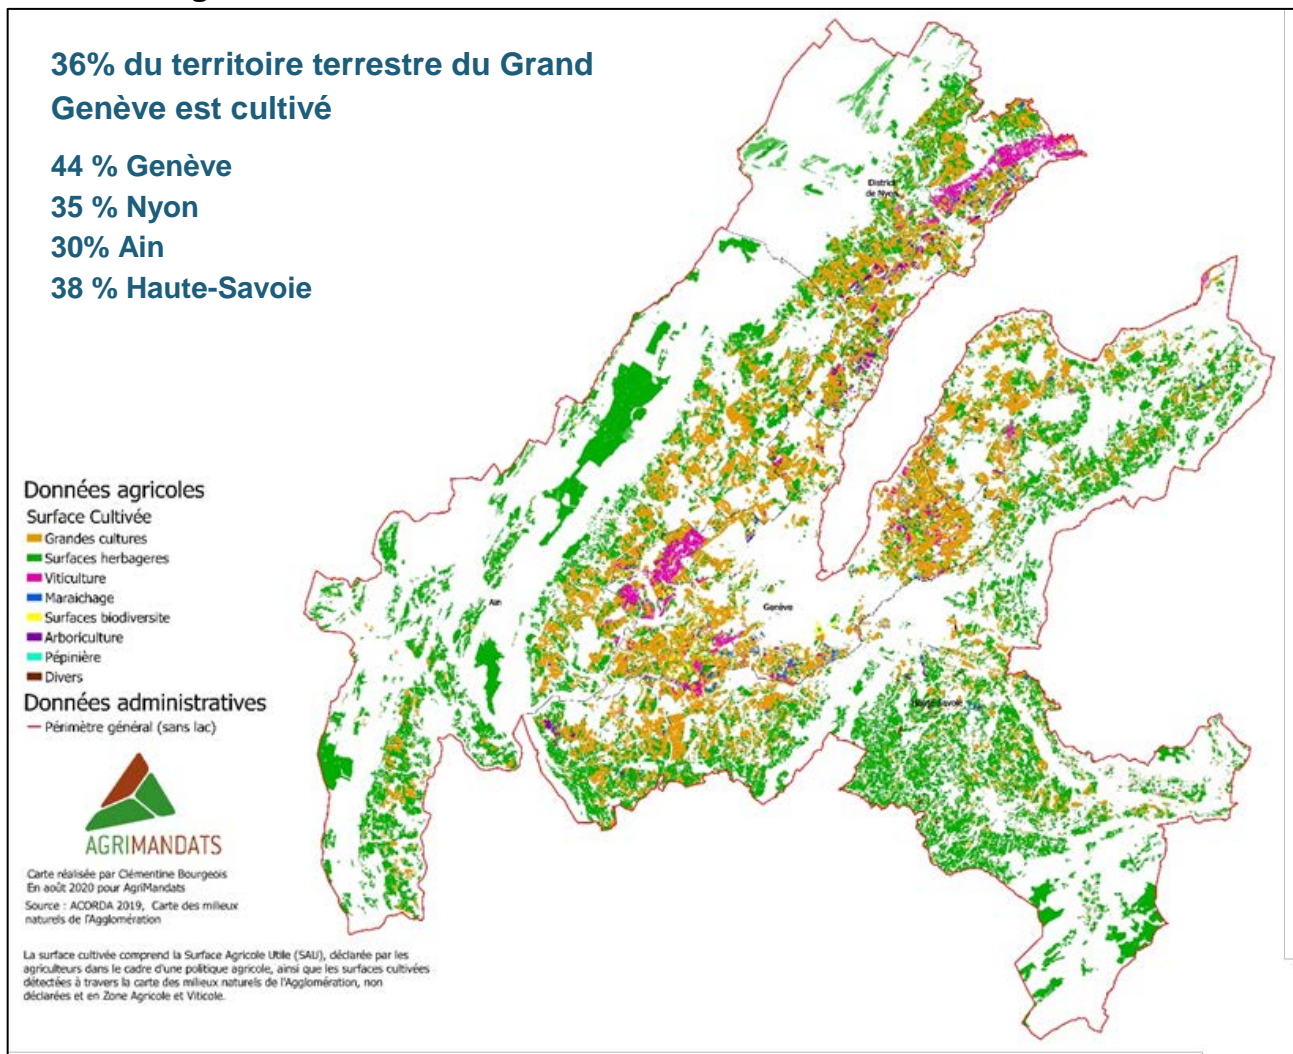 36% du territoire terrestre du Grand
Genève est cultivé
44 % Genève
35 % Nyon
30% Ain
38 % Haute-Savoie
District
de Nyon
Ain
Genève
Haute-Savoie
Données agricoles
Surface Cultivée
Grandes cultures
Surfaces herbageres
Viticulture
Maraichage
Surfaces biodiversite
Arboriculture
Pépinière
Divers
Données administratives
Périmètre général (sans lac)
AGRIMANDATS
Carte réalisée par Clémentine Bourgeois
En août 2020 pour AgriMandats
Source : ACORDA 2019, Carte des milieux
naturels de l'Agglomération
La surface cultivée comprend la Surface Agricole Utile (SAU), déclarée par les
agriculteurs dans le cadre d'une politique agricole, ainsi que les surfaces cultivées
détectées à travers la carte des milieux naturels de l'Agglomération, non
déclarées et en Zone Agricole et Viticole.